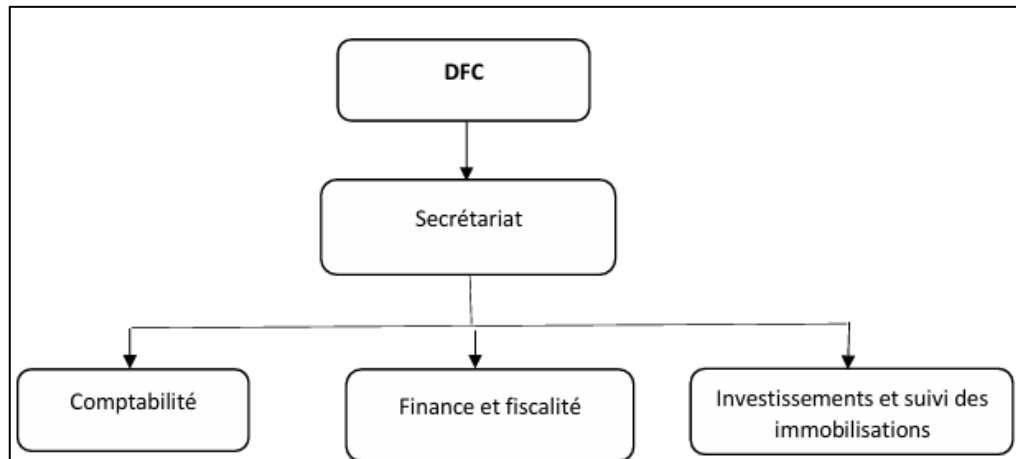 DFC
Secrétariat
Comptabilité
Finance et fiscalité
Investissements et suivi des
immobilisations